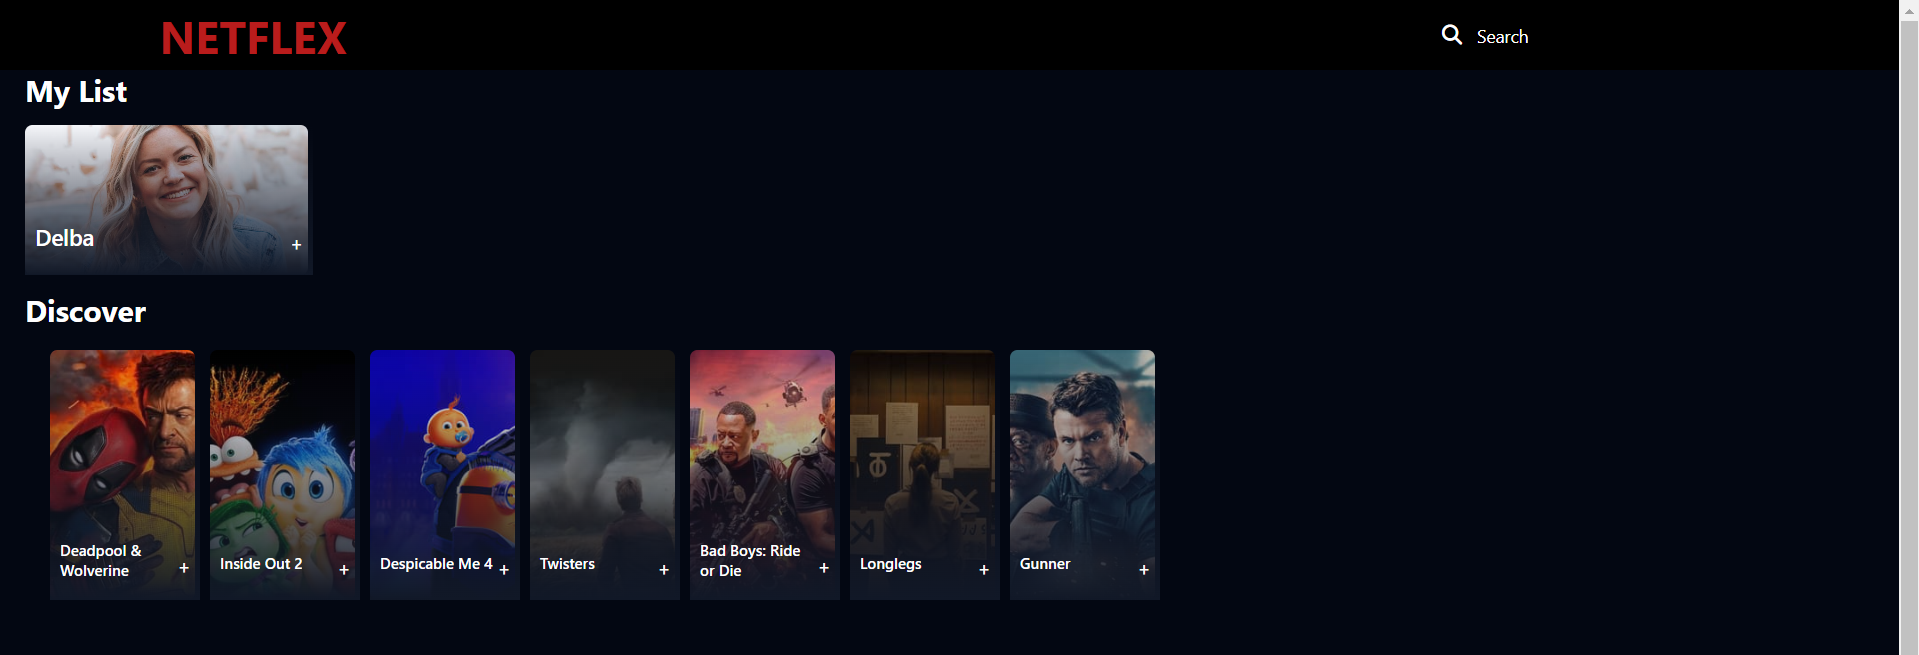 NETFLEX
Search
My List
Delba
+
Discover
Deadpool &
Wolverine
+
Inside Out 2
+
Despicable Me 4
+
Twisters
+
Bad Boys: Ride
or Die
+
Longlegs
+
Gunner
+